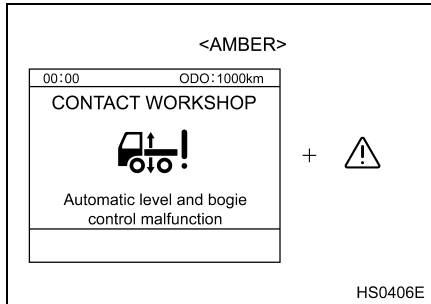 <AMBER>
00:00 ODO:1000km
CONTACT WORKSHOP
Automatic level and bogie
control malfunction
+
HS0406E